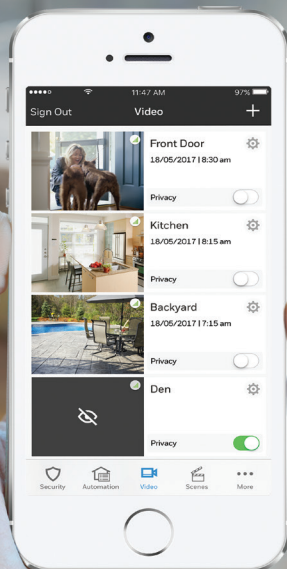 11:47 AM
97%
Sign Out
Video
Front Door
18/05/2017 | 8:30 am
Privacy
Kitchen
18/05/2017 | 8:15 am
Privacy
Backyard
18/05/2017 | 7:15 am
Privacy
Den
Privacy
Security
Automation
Video
Scenes
More